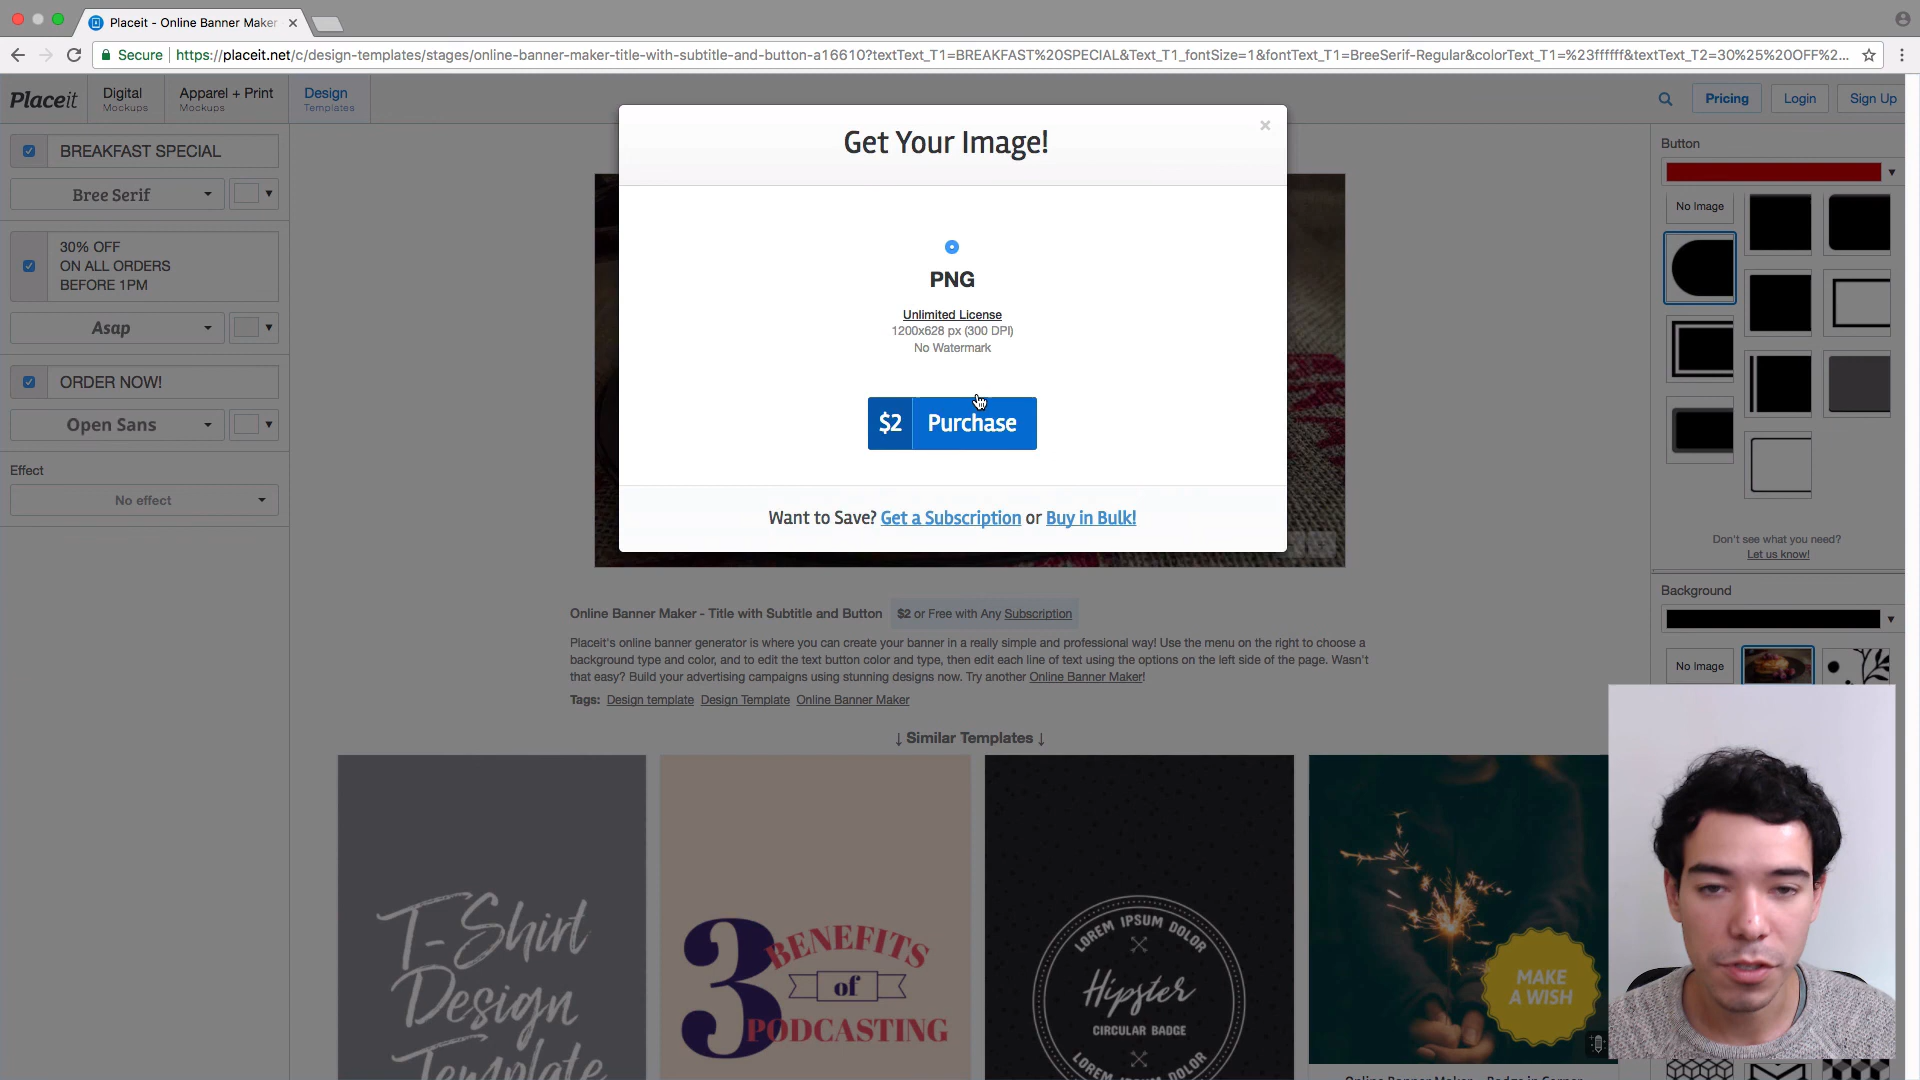 Placeit - Online Banner Maker
Secure https://placeit.net/c/design-templates/stages/online-banner-maker-title-with-subtitle-and-button-a16610?textText_T1=BREAKFAST%20SPECIAL&Text_T1_fontSize=1&fontText_T1=BreeSerif-Regular&colorText_T1=%23ffffff&textText_T2=30%25%20OFF%2...
Placeit
Digital
Mockups
Apparel + Print
Mockups
Design
Templates
Pricing
Login
Sign Up
BREAKFAST SPECIAL
Bree Serif
30% OFF
ON ALL ORDERS
BEFORE 1PM
Asap
ORDER NOW!
Open Sans
Effect
No effect
Get Your Image!
PNG
Unlimited License
1200x628 px (300 DPI)
No Watermark
$2 Purchase
Want to Save? Get a Subscription or Buy in Bulk!
Button
No Image
Don't see what you need?
Let us know!
Background
No Image
Online Banner Maker - Title with Subtitle and Button $2 or Free with Any Subscription
Placeit's online banner generator is where you can create your banner in a really simple and professional way! Use the menu on the right to choose a
background type and color, and to edit the text button color and type, then edit each line of text using the options on the left side of the page. Wasn't
that easy? Build your advertising campaigns using stunning designs now. Try another Online Banner Maker!
Tags: Design template Design Template Online Banner Maker
↓ Similar Templates ↓
T-Shirt
Design
Template
3 BENEFITS
of
PODCASTING
LOREM IPSUM DOLOR
Hipster
CIRCULAR BADGE
LOREM IPSUM DOLOR
MAKE
A WISH